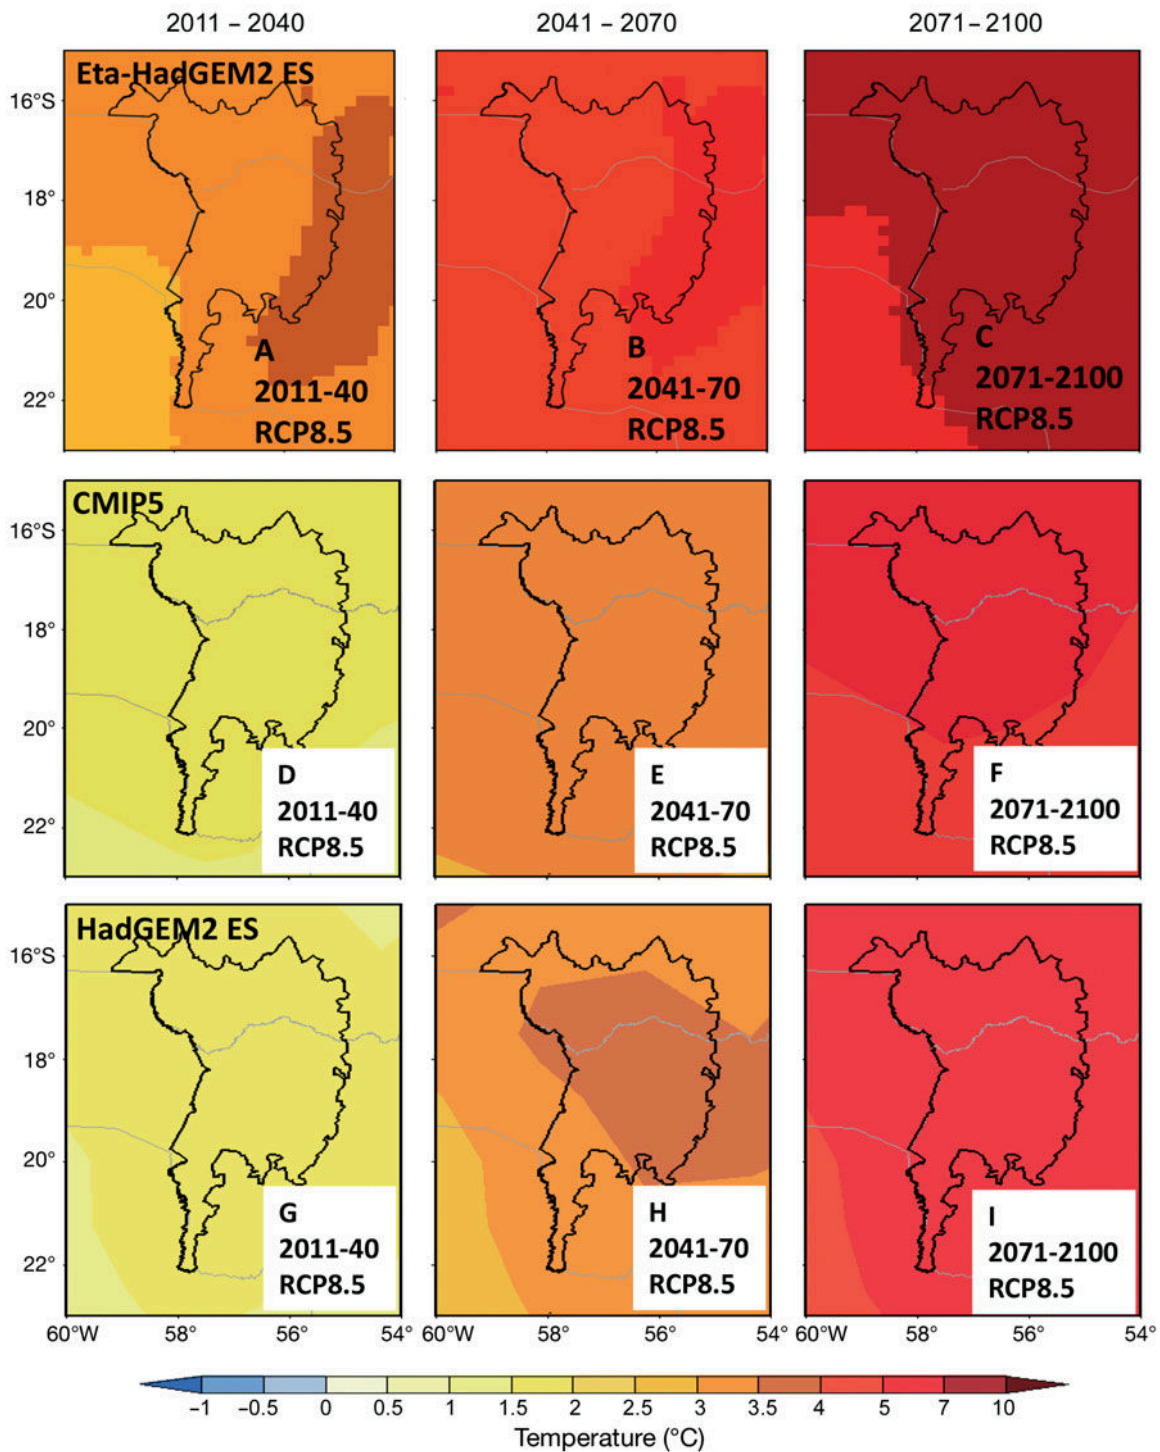 2011 – 2040
2041 – 2070
2071 – 2100
Eta-HadGEM2 ES
16°S
18°
20°
22°
A
2011-40
RCP8.5
B
2041-70
RCP8.5
C
2071-2100
RCP8.5
CMIP5
16°S
18°
20°
22°
D
2011-40
RCP8.5
E
2041-70
RCP8.5
F
2071-2100
RCP8.5
HadGEM2 ES
16°S
18°
20°
22°
G
2011-40
RCP8.5
H
2041-70
RCP8.5
I
2071-2100
RCP8.5
60°W 58° 56° 54° 60°W 58° 56° 54° 60°W 58° 56° 54°
−1 −0.5 0 0.5 1 1.5 2 2.5 3 3.5 4 5 7 10
Temperature (°C)